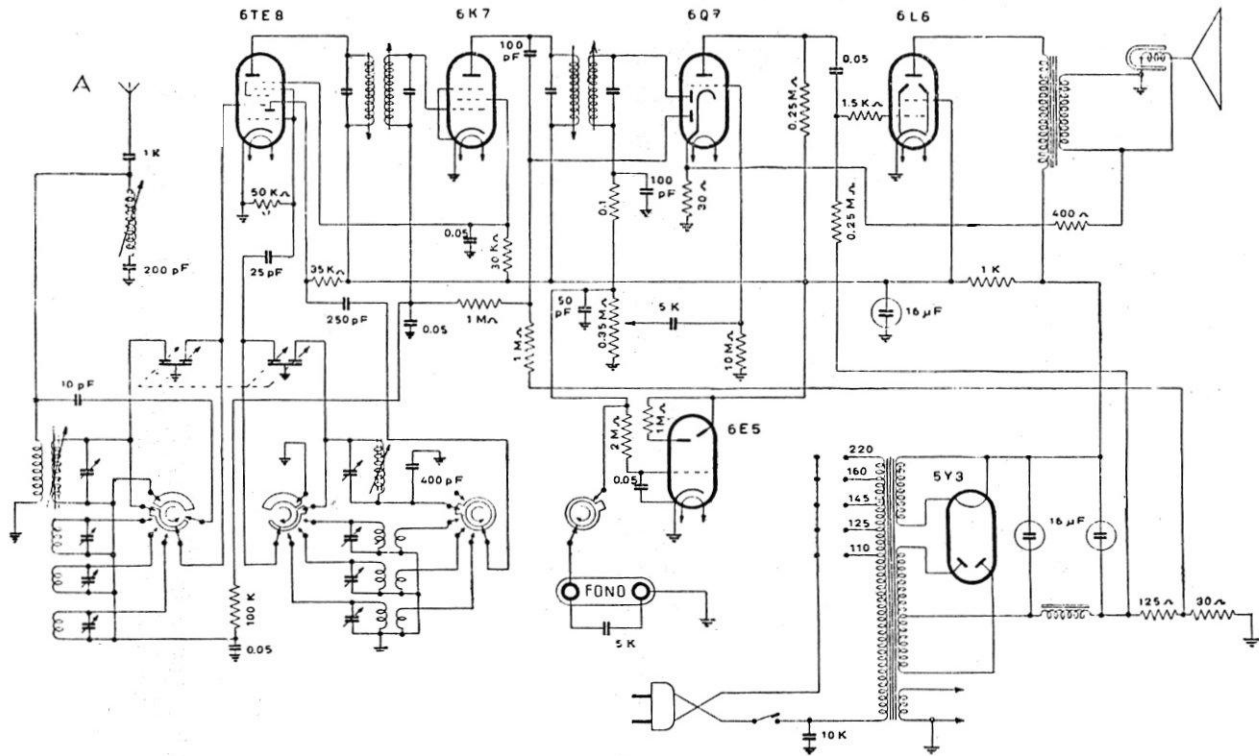 6TE8
6K7
6Q7
6L6
A
100 pF
0.05
0.25 MΩ
1.5 KΩ
1 K
50 KΩ
200 pF
25 pF
0.05
30 KΩ
0.1
100 pF
30 Ω
0.25 MΩ
400 Ω
35 KΩ
250 pF
1 MΩ
0.05
50 pF
0.35 MΩ
5 K
10 MΩ
1 MΩ
16 µF
1 K
10 pF
400 pF
2 MΩ
1 MΩ
6E5
0.05
220
160
145
125
110
5Y3
16 µF
FONO
5 K
100 K
0.05
125 Ω
30 Ω
10 K